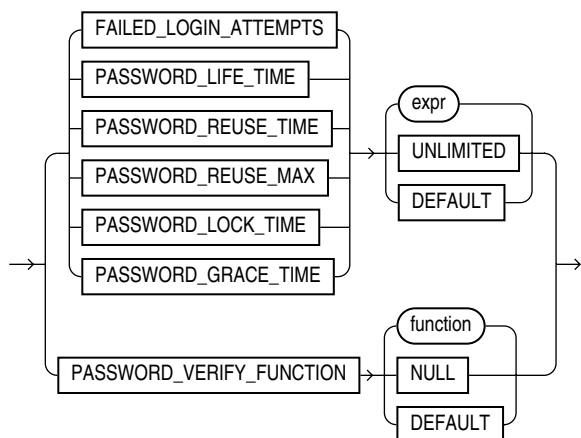 FAILED_LOGIN_ATTEMPTS
PASSWORD_LIFE_TIME
PASSWORD_REUSE_TIME
PASSWORD_REUSE_MAX
PASSWORD_LOCK_TIME
PASSWORD_GRACE_TIME
expr
UNLIMITED
DEFAULT
PASSWORD_VERIFY_FUNCTION
function
NULL
DEFAULT